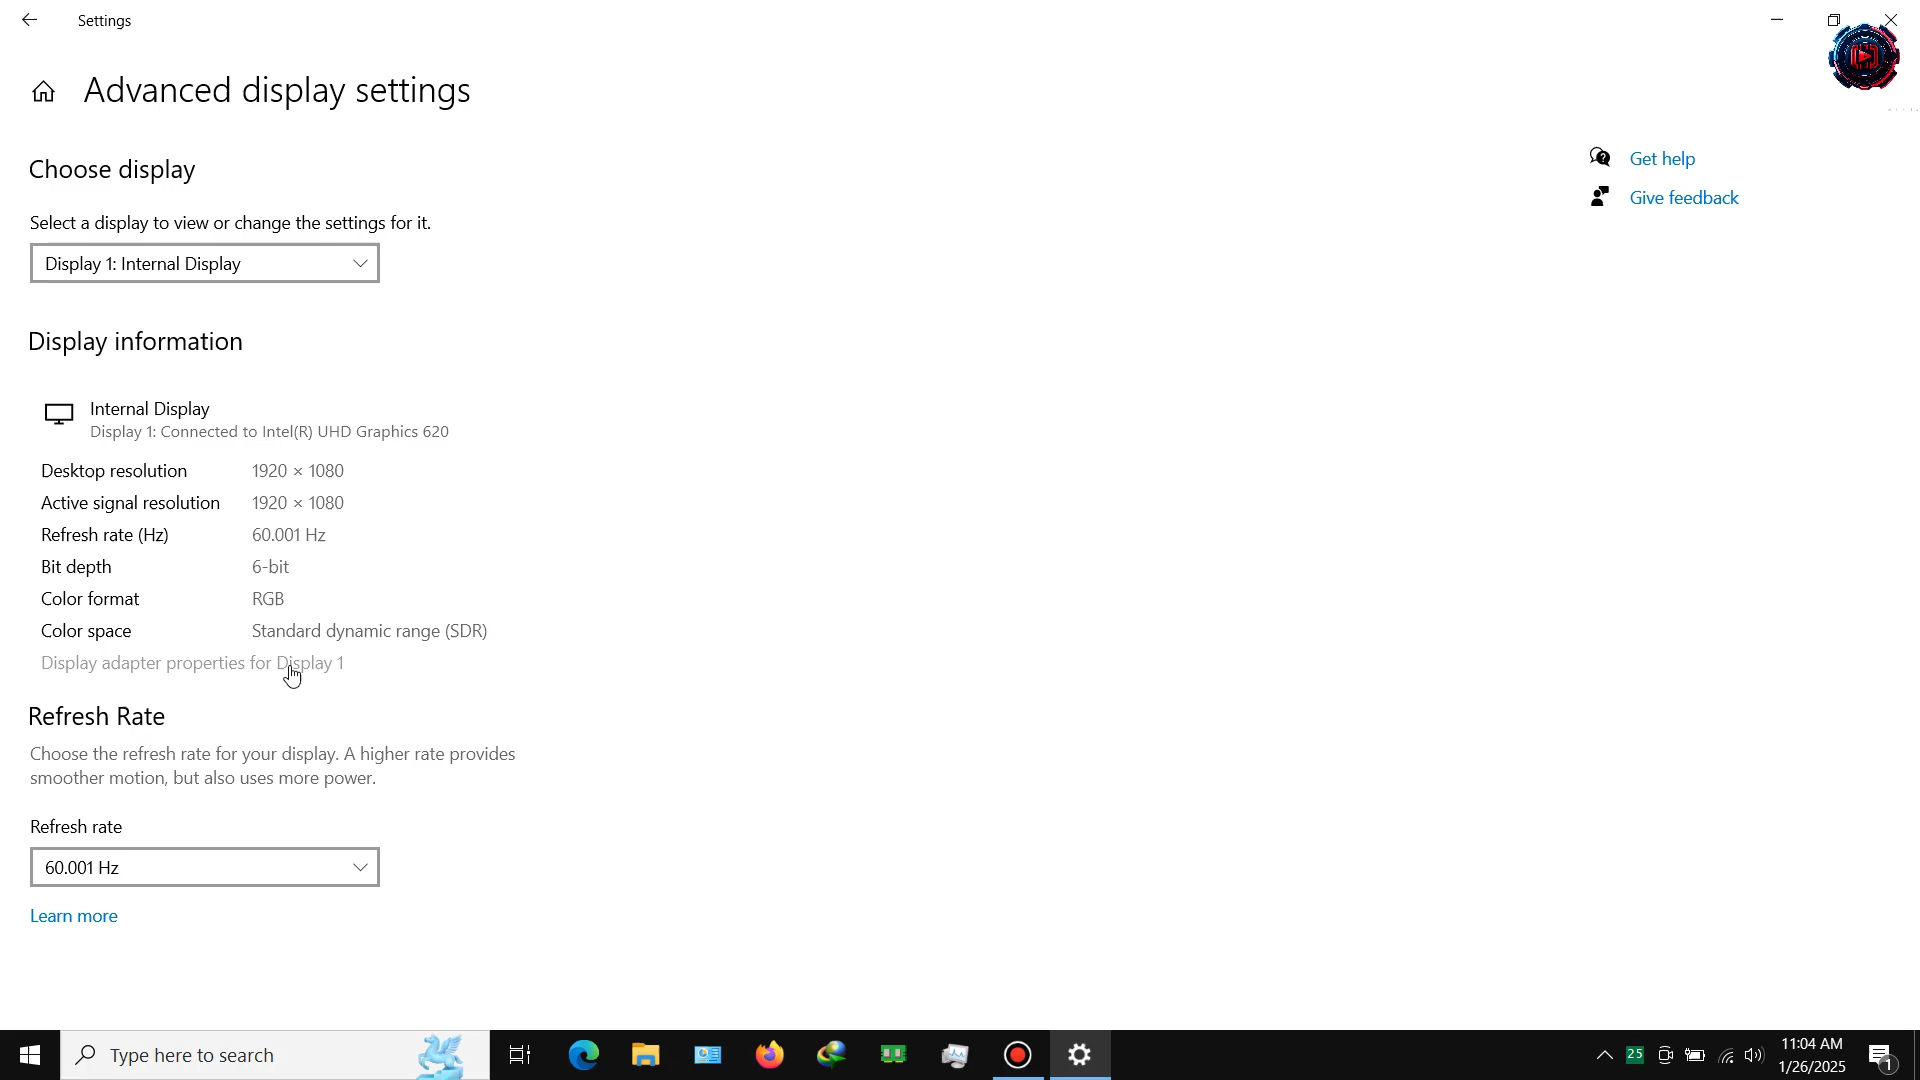 Settings
Advanced display settings
Choose display
Get help
Give feedback
Select a display to view or change the settings for it.
Display 1: Internal Display
Display information
Internal Display
Display 1: Connected to Intel(R) UHD Graphics 620
Desktop resolution 1920 × 1080
Active signal resolution 1920 × 1080
Refresh rate (Hz) 60.001 Hz
Bit depth 6-bit
Color format RGB
Color space Standard dynamic range (SDR)
Display adapter properties for Display 1
Refresh Rate
Choose the refresh rate for your display. A higher rate provides
smoother motion, but also uses more power.
Refresh rate
60.001 Hz
Learn more
Type here to search
25
11:04 AM
1/26/2025
1